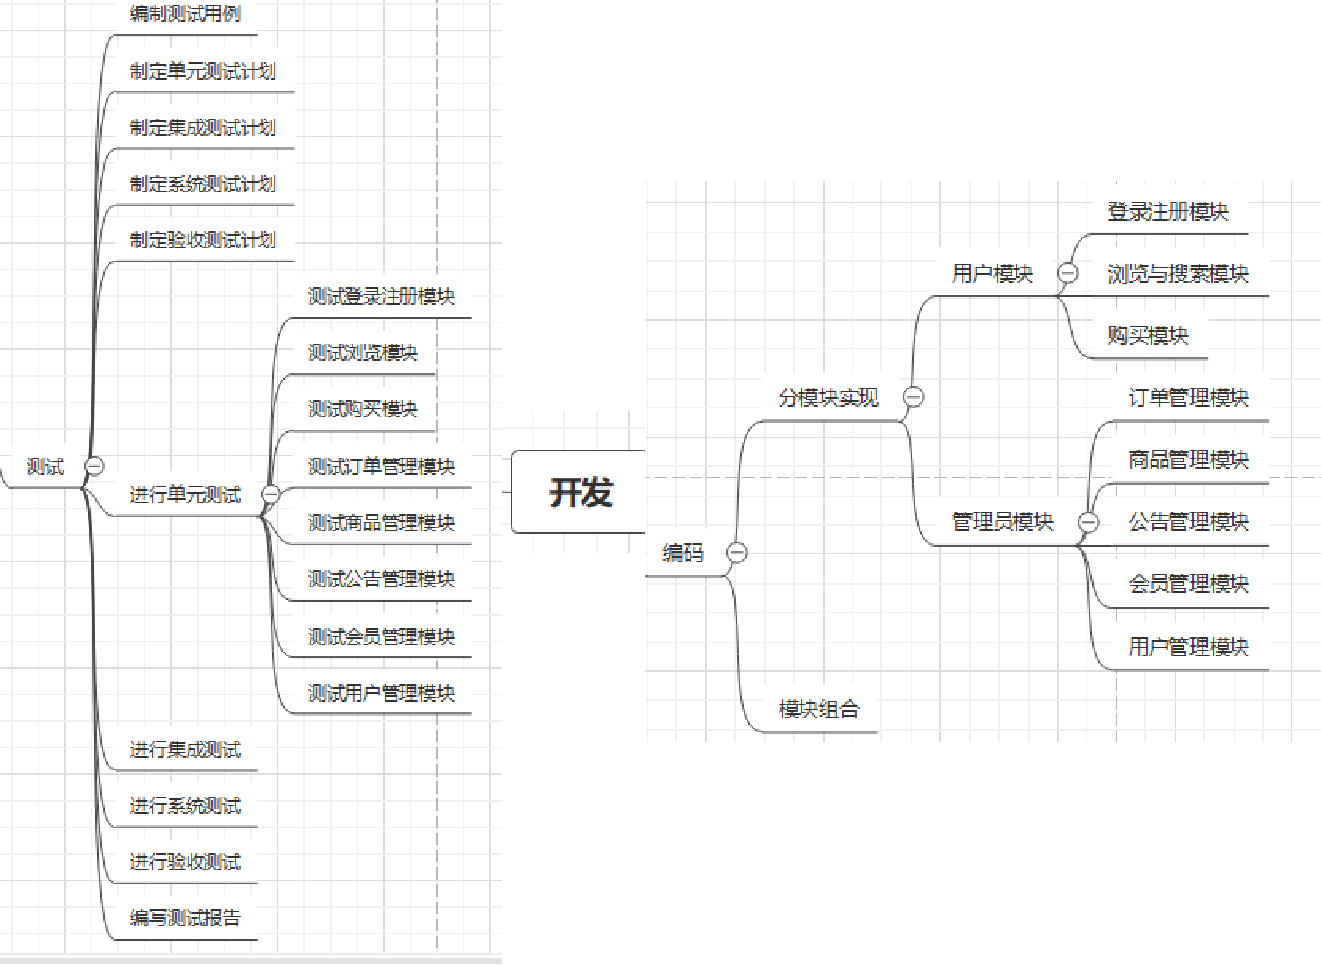 编制测试用例
制定单元测试计划
制定集成测试计划
制定系统测试计划
制定验收测试计划
测试
进行单元测试
测试登录注册模块
测试浏览模块
测试购买模块
测试订单管理模块
测试商品管理模块
测试公告管理模块
测试会员管理模块
测试用户管理模块
进行集成测试
进行系统测试
进行验收测试
编写测试报告
开发
编码
分模块实现
用户模块
登录注册模块
浏览与搜索模块
购买模块
管理员模块
订单管理模块
商品管理模块
公告管理模块
会员管理模块
用户管理模块
模块组合